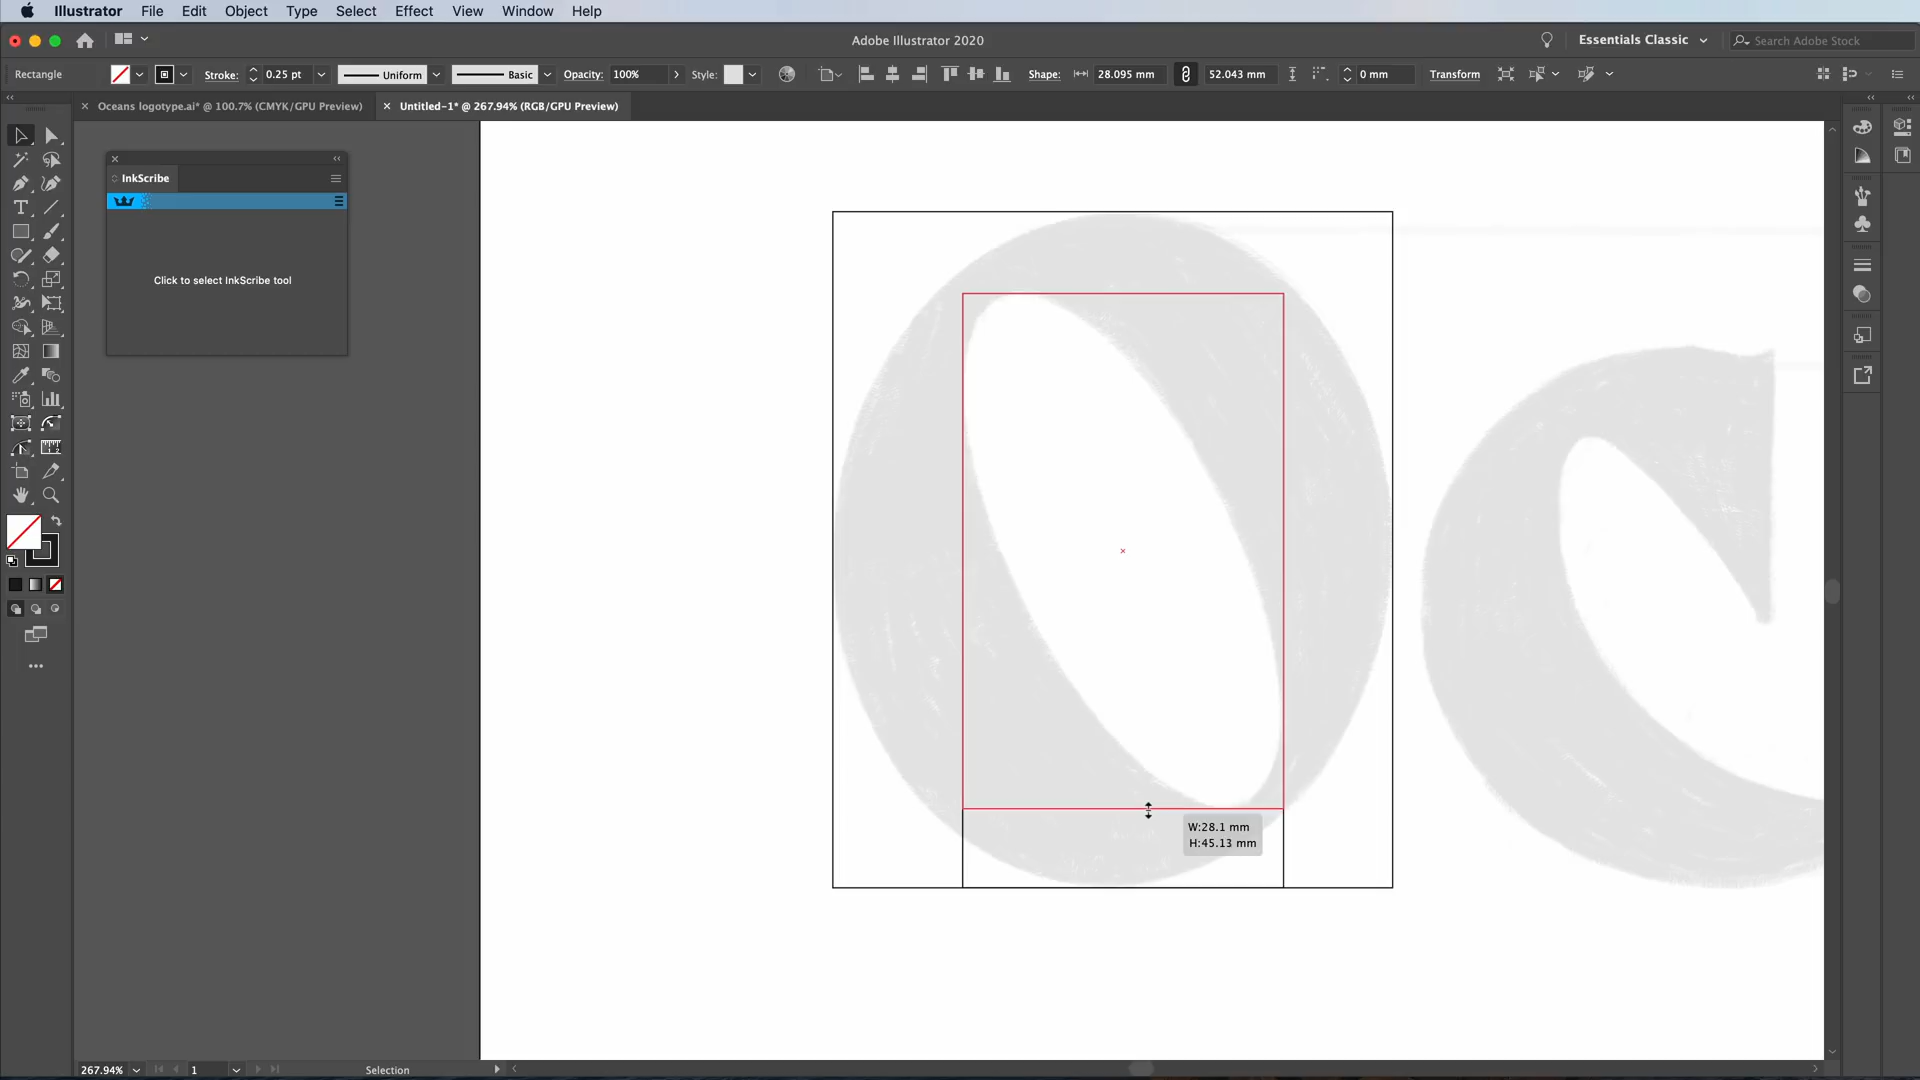 Illustrator File Edit Object Type Select Effect View Window Help
Adobe Illustrator 2020
Essentials Classic
Search Adobe Stock
Rectangle Stroke: 0.25 pt Uniform Basic Opacity: 100% Style: Shape: 28.095 mm 52.043 mm 0 mm Transform
Oceans logotype.ai* @ 100.7% (CMYK/GPU Preview) Untitled-1* @ 267.94% (RGB/GPU Preview)
InkScribe
Click to select InkScribe tool
Oc
W:28.1 mm
H:45.13 mm
267.94% 1 Selection